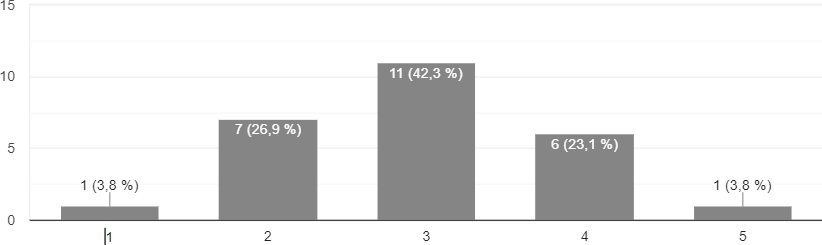 15
10
11 (42,3 %)
7 (26,9 %)
5
6 (23,1 %)
1 (3,8 %)
1 (3,8 %)
0
1 2 3 4 5